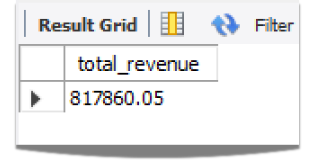 Result Grid Filter
total_revenue
817860.05